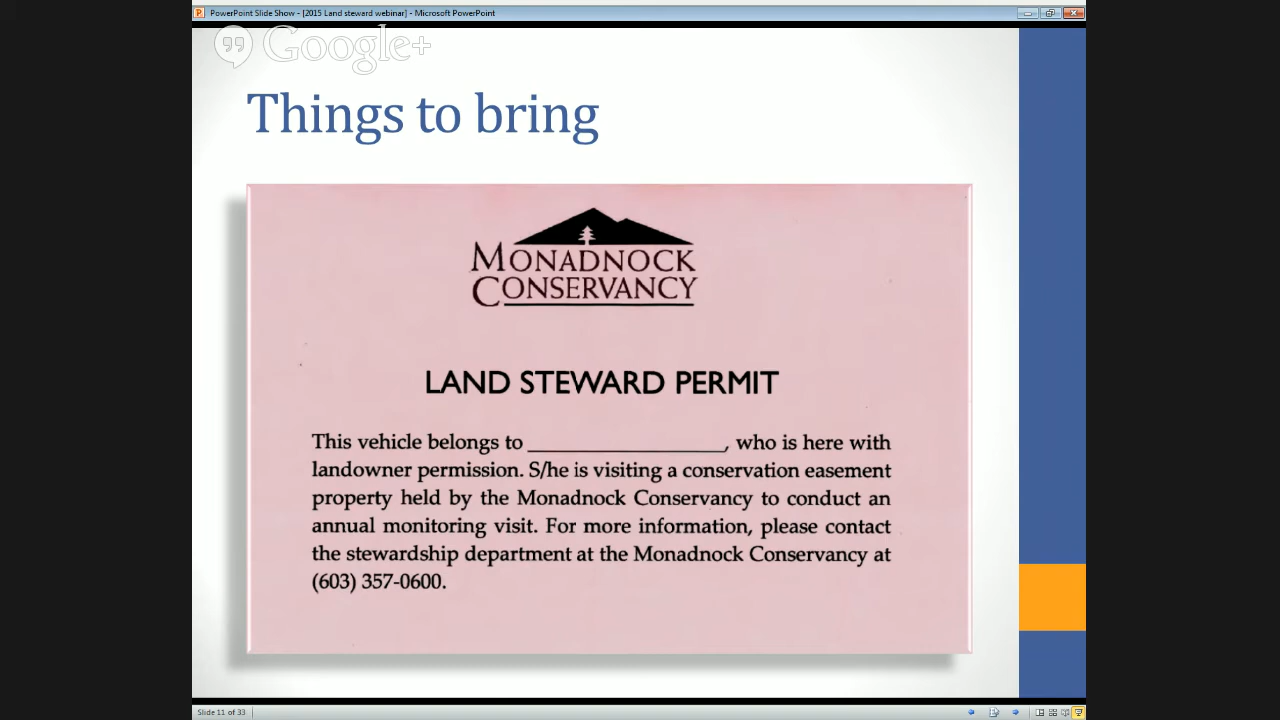 PowerPoint Slide Show - [2015 Land steward webinar] - Microsoft PowerPoint
Google+
Things to bring
MONADNOCK
CONSERVANCY
LAND STEWARD PERMIT
This vehicle belongs to ____________________, who is here with
landowner permission. S/he is visiting a conservation easement
property held by the Monadnock Conservancy to conduct an
annual monitoring visit. For more information, please contact
the stewardship department at the Monadnock Conservancy at
(603) 357-0600.
Slide 11 of 33